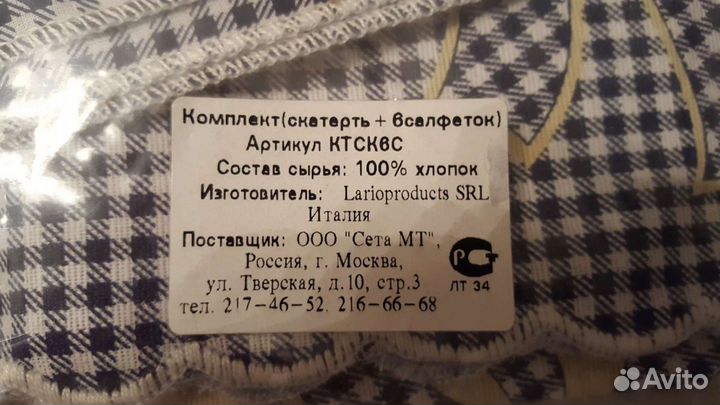 Комплект(скатерть + 6салфеток)
Артикул КТСК6С
Состав сырья: 100% хлопок
Изготовитель: Larioproducts SRL
Италия
Поставщик: ООО "Сета МТ",
Россия, г. Москва,
ул. Тверская, д.10, стр.3
тел. 217-46-52, 216-66-68
РСТ
ЛТ 34
Avito